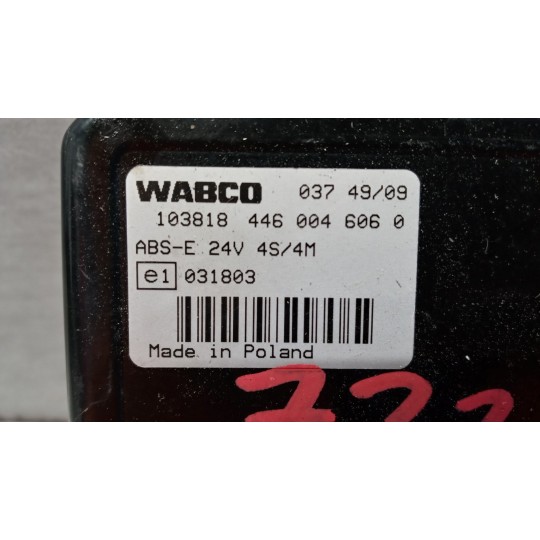 WABCO 037 49/09
103818 446 004 606 0
ABS-E 24V 4S/4M
e1 031803
Made in Poland